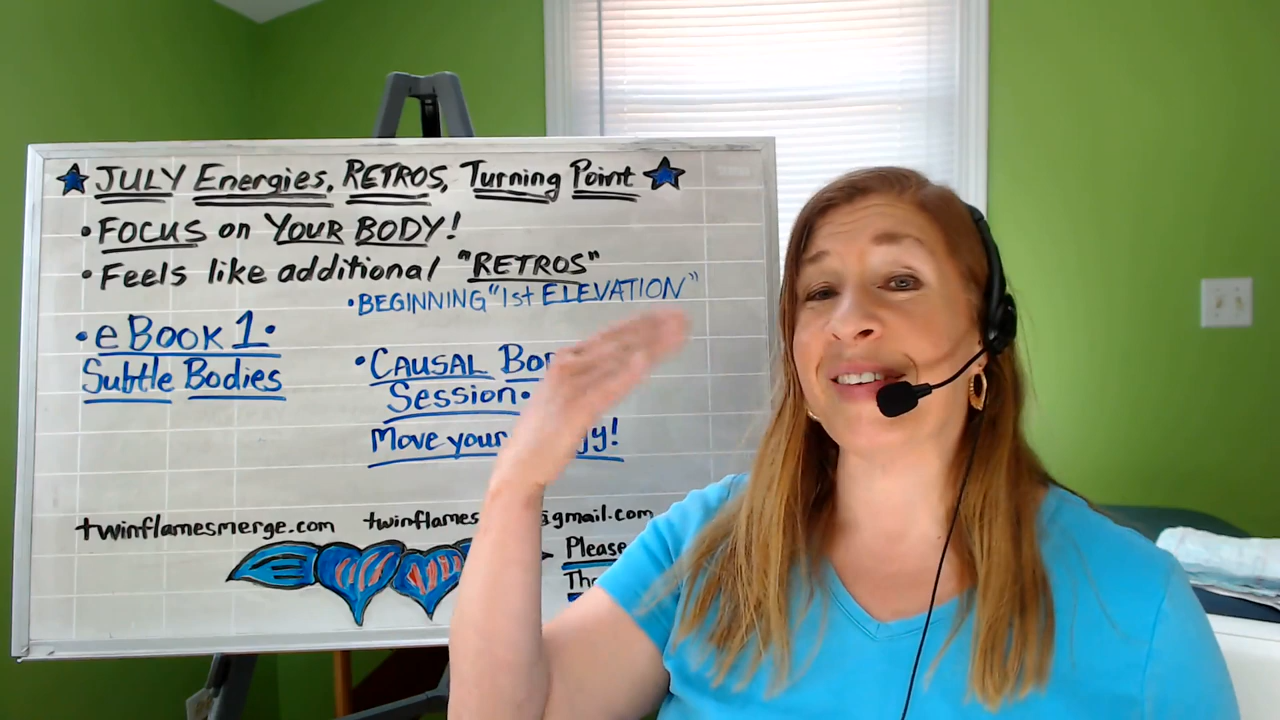 JULY Energies, RETROS, Turning Point
• FOCUS on YOUR BODY!
• Feels like additional "RETROS"
• BEGINNING "1st ELEVATION"
• eBook 1 •
Subtle Bodies
• CAUSAL
Session •
Move your
twinflamesmerge.com
twinflames gmail.com
Please